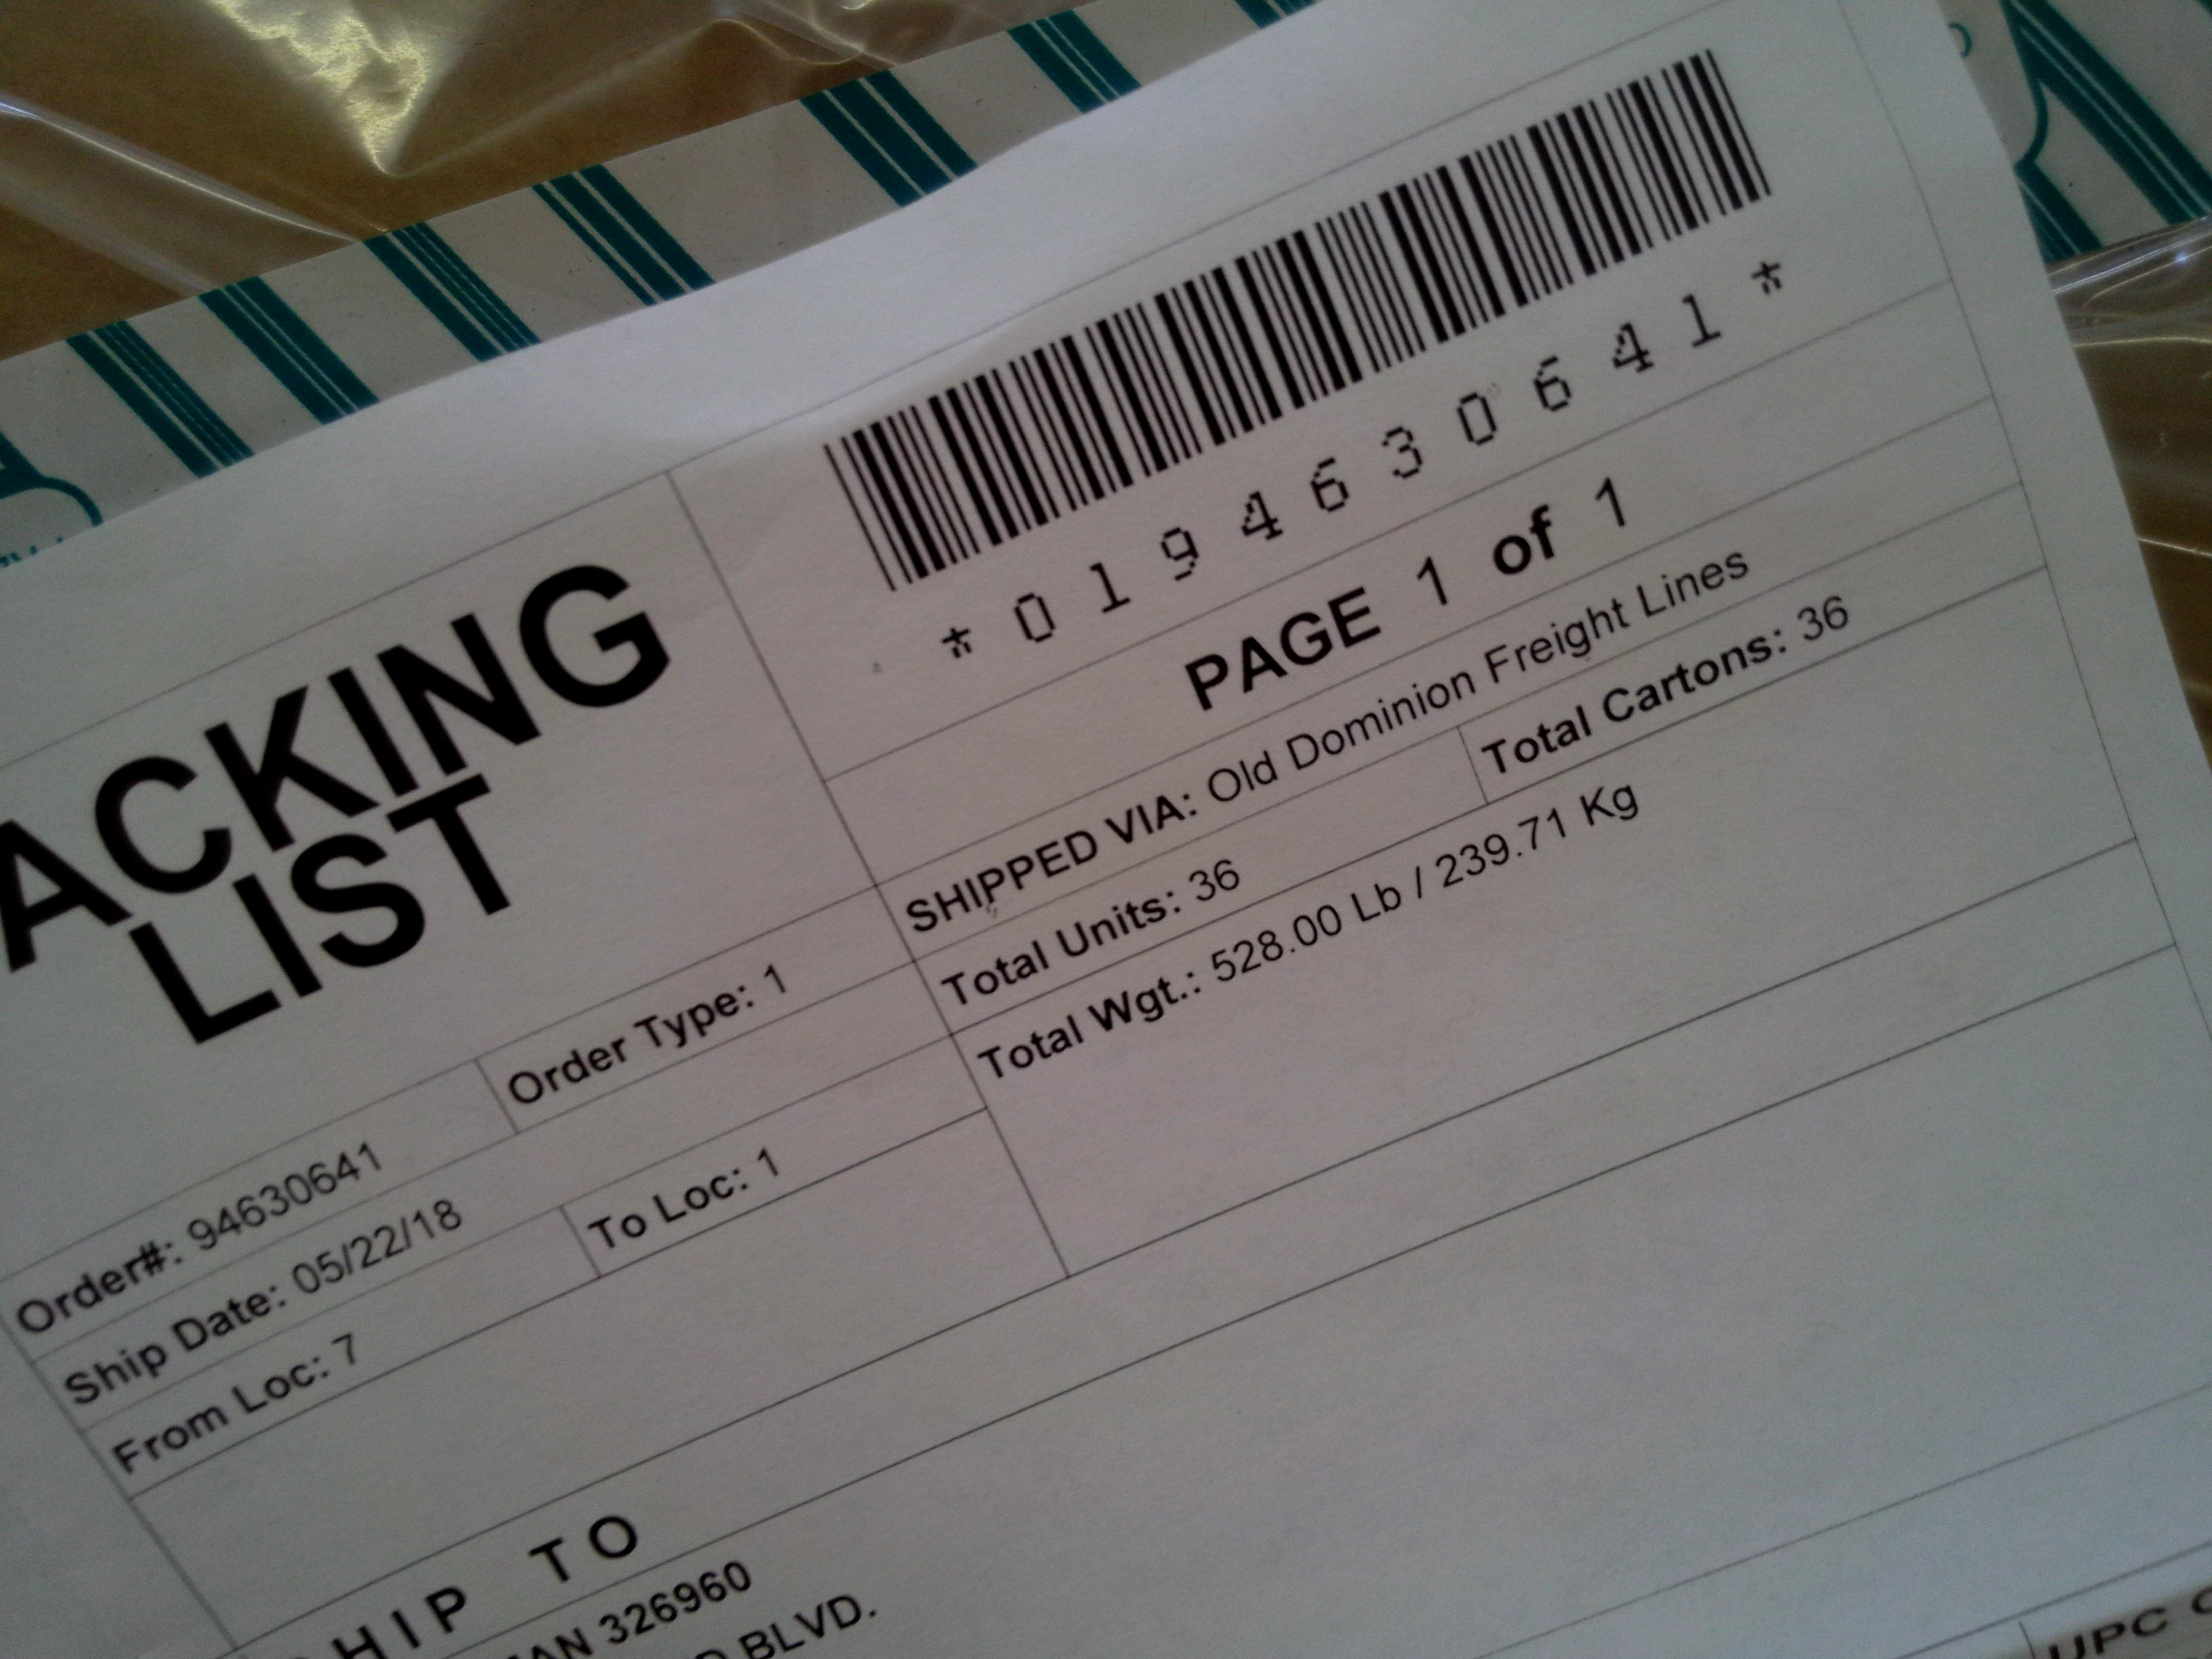 ACKING
LIST
*0194630641*
PAGE 1 of 1
SHIPPED VIA: Old Dominion Freight Lines
Total Units: 36 Total Cartons: 36
Total Wgt.: 528.00 Lb / 239.71 Kg
Order#: 94630641 Order Type: 1
Ship Date: 05/22/18
From Loc: 7 To Loc: 1
HIP TO
326960
BLVD.
UPC